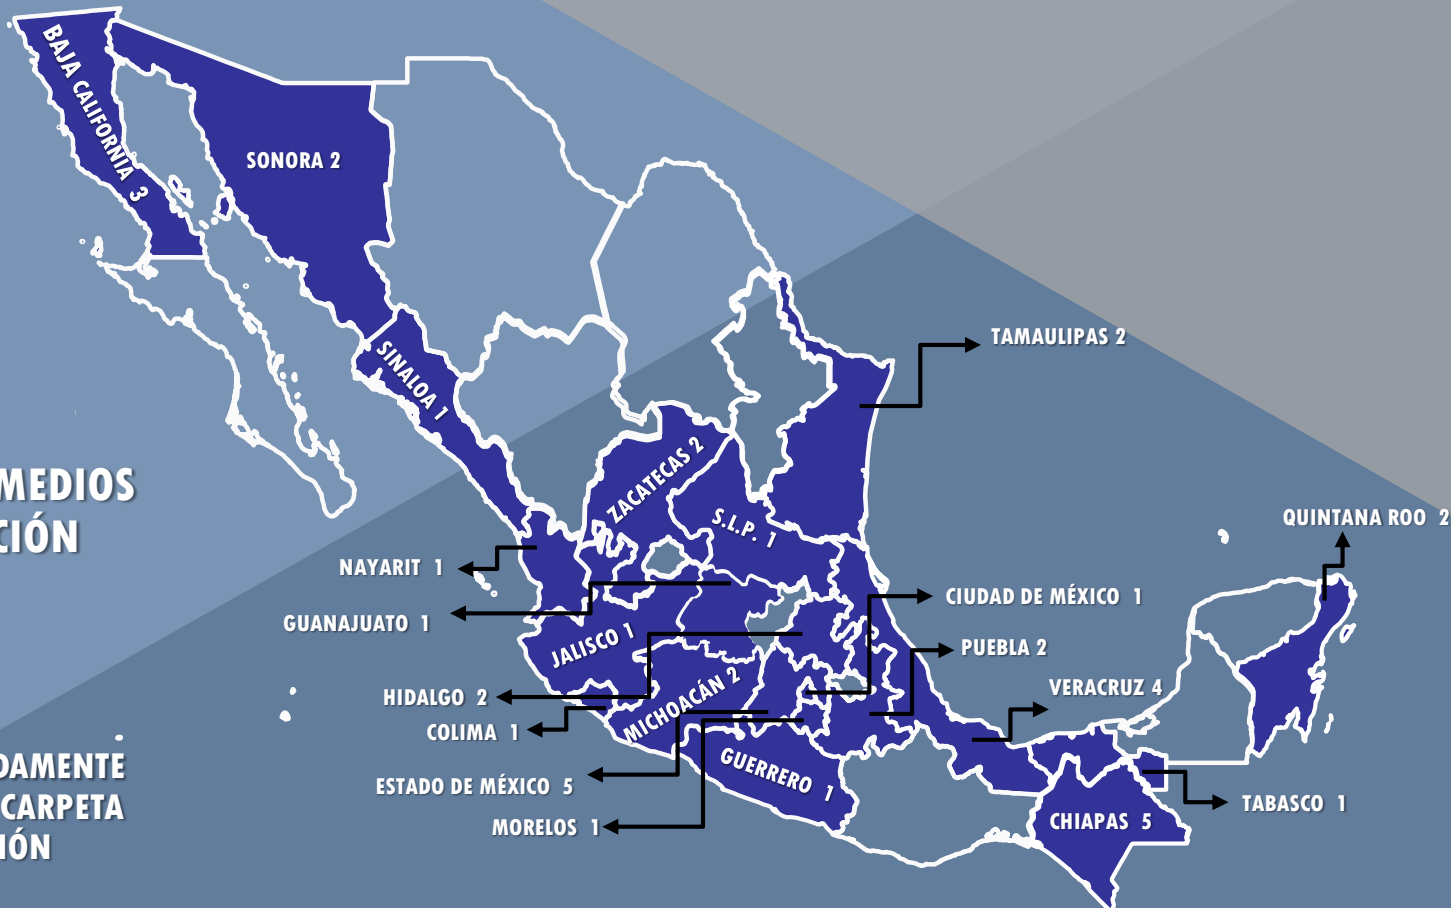 BAJA CALIFORNIA 3
SONORA 2
SINALOA 1
TAMAULIPAS 2
ZACATECAS 2
S.L.P. 1
MEDIOS
CIÓN
QUINTANA ROO 2
NAYARIT 1
CIUDAD DE MÉXICO 1
GUANAJUATO 1
JALISCO 1
PUEBLA 2
HIDALGO 2
MICHOACÁN 2
VERACRUZ 4
COLIMA 1
DAMENTE
CARPETA
IÓN
GUERRERO 1
ESTADO DE MÉXICO 5
TABASCO 1
MORELOS 1
CHIAPAS 5